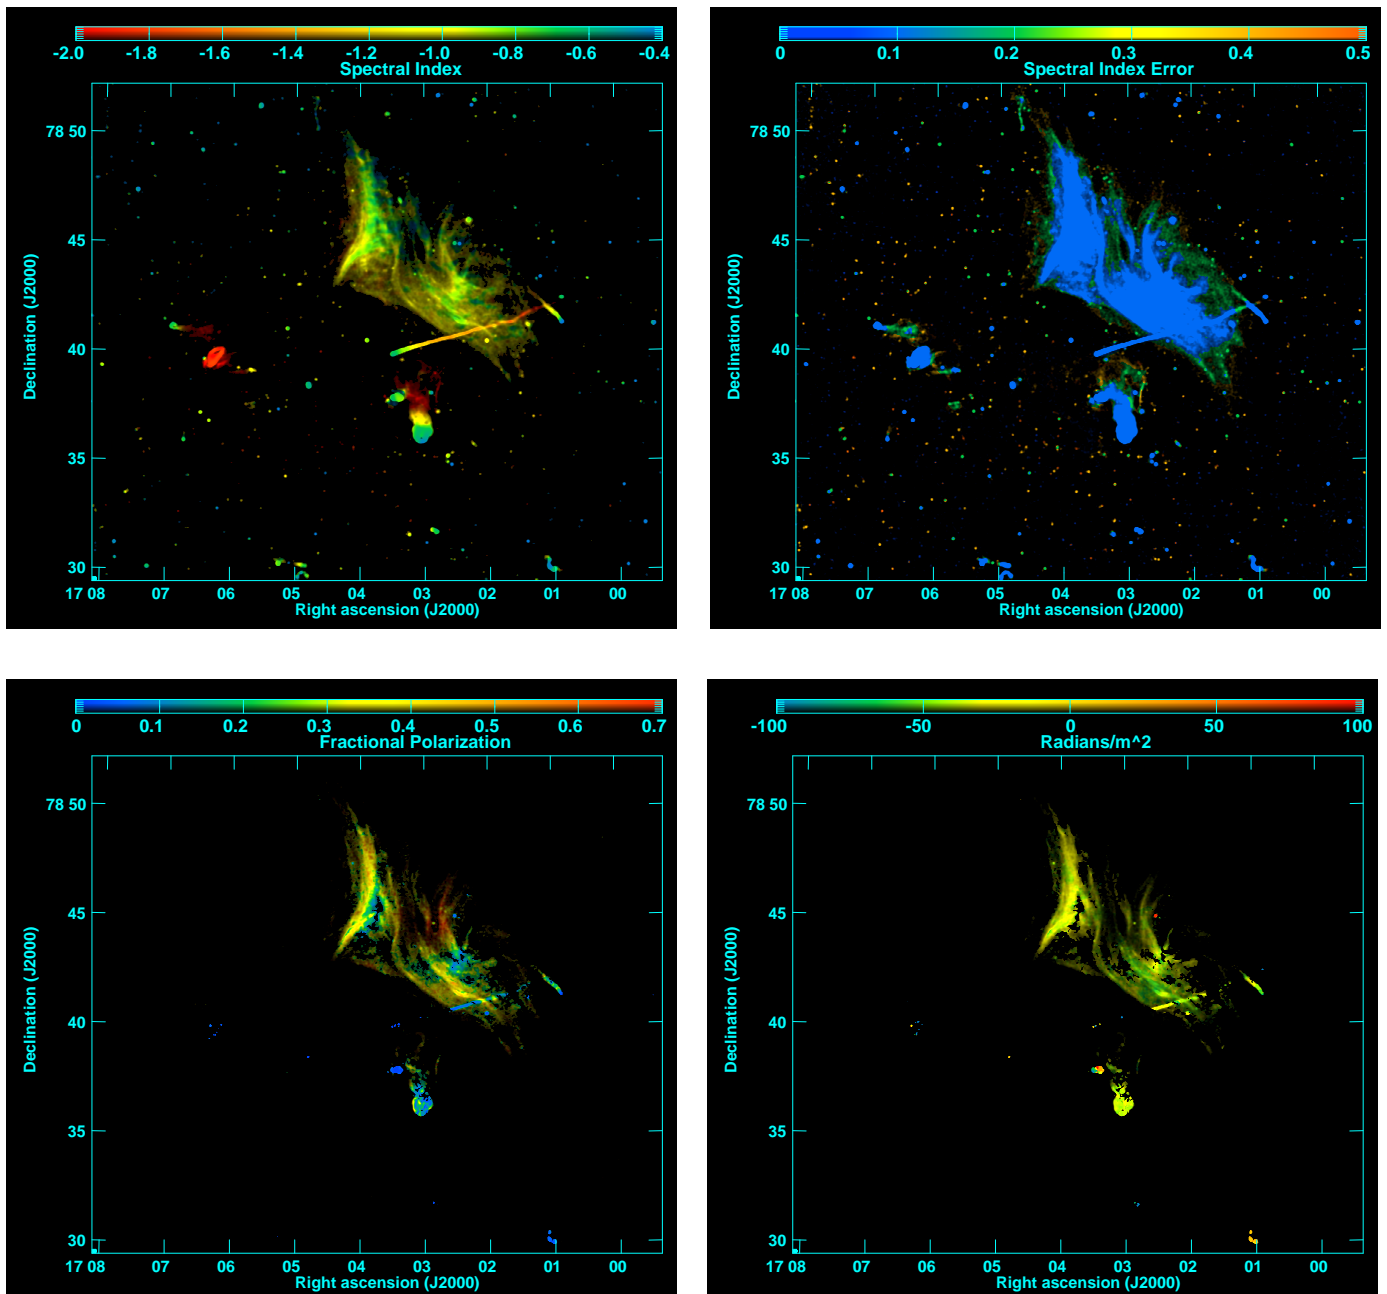 -2.0 -1.8 -1.6 -1.4 -1.2 -1.0 -0.8 -0.6 -0.4
Spectral Index
78 50
45
40
35
30
Declination (J2000)
17 08 07 06 05 04 03 02 01 00
Right ascension (J2000)
0 0.1 0.2 0.3 0.4 0.5
Spectral Index Error
78 50
45
40
35
30
Declination (J2000)
17 08 07 06 05 04 03 02 01 00
Right ascension (J2000)
0 0.1 0.2 0.3 0.4 0.5 0.6 0.7
Fractional Polarization
78 50
45
40
35
30
Declination (J2000)
17 08 07 06 05 04 03 02 01 00
Right ascension (J2000)
-100 -50 0 50 100
Radians/m^2
78 50
45
40
35
30
Declination (J2000)
17 08 07 06 05 04 03 02 01 00
Right ascension (J2000)